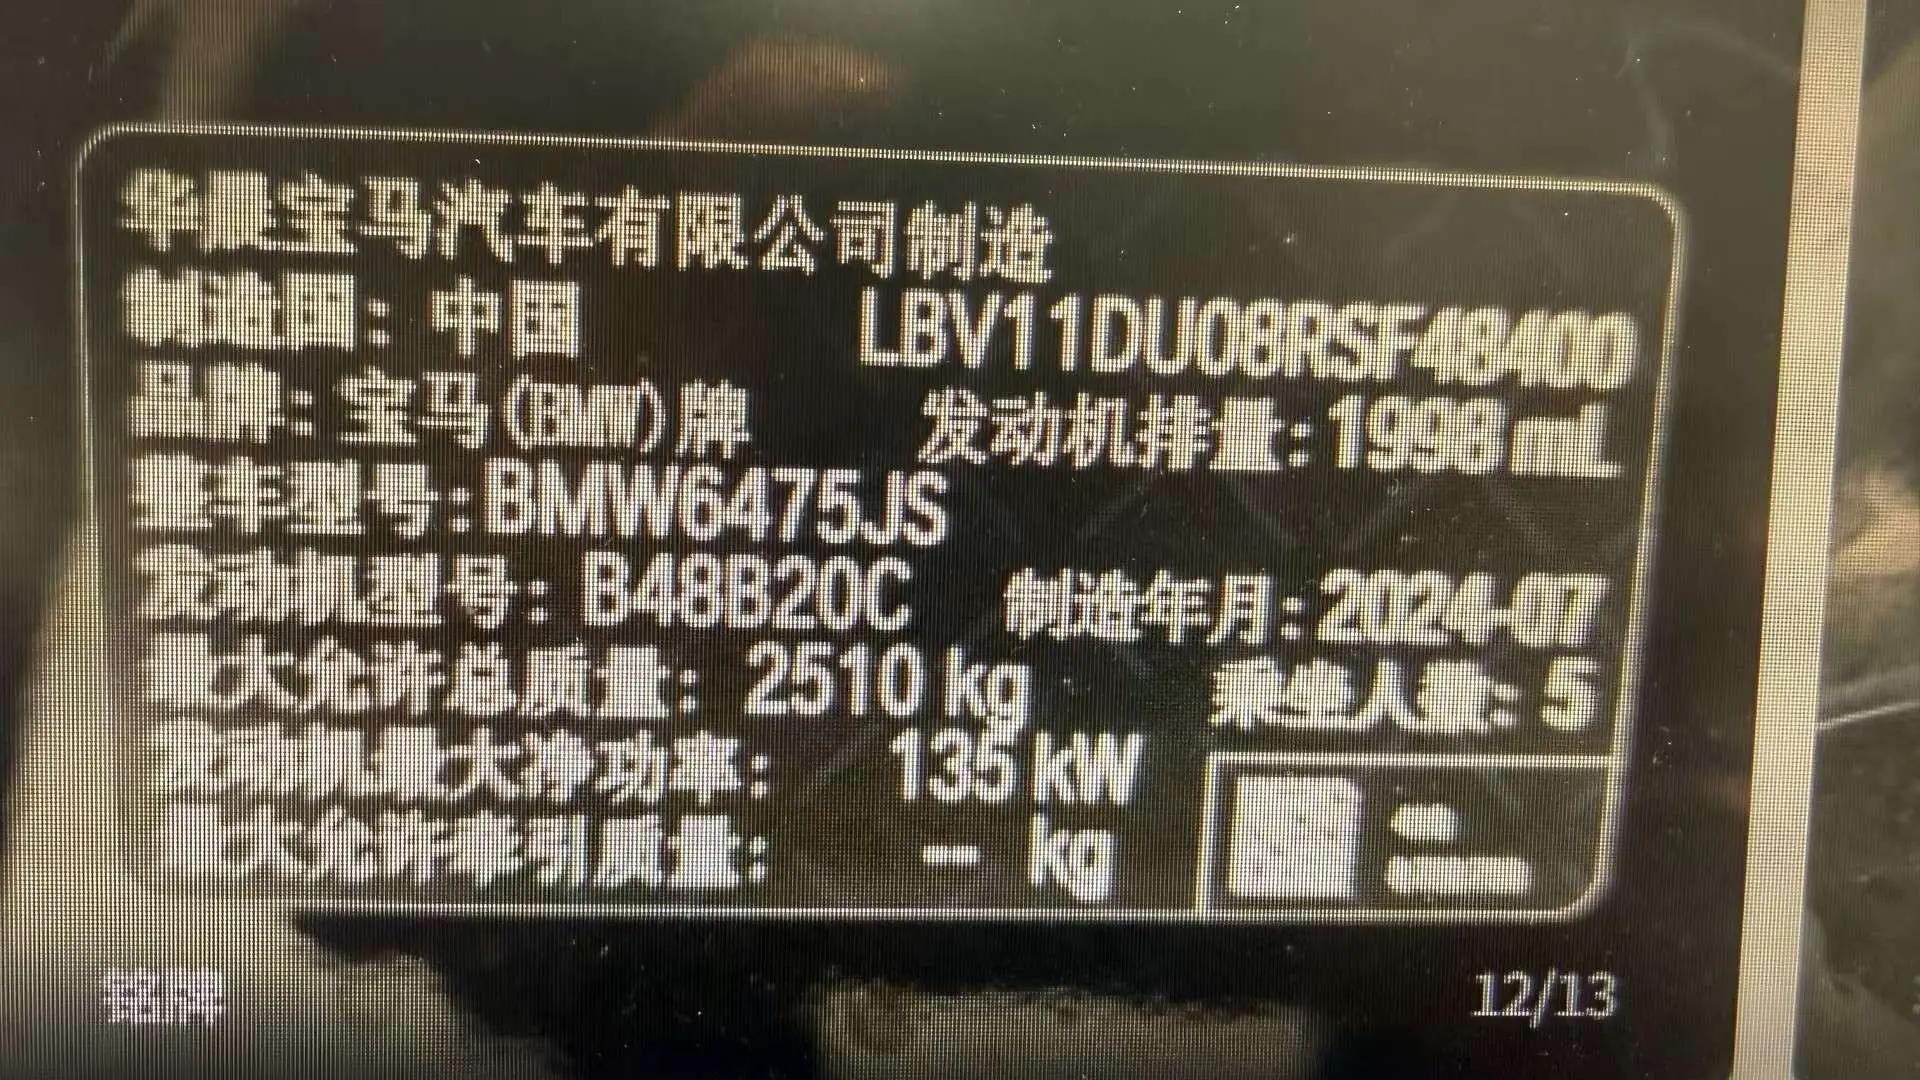 华晨宝马汽车有限公司制造
制造国：中国 LBV11DU08RSF48400
品牌：宝马(BMW)牌 发动机排量：1998 mL
整车型号：BMW6475JS
发动机型号：B48B20C 制造年月：2024-07
最大允许总质量：2510 kg 乘坐人数：5
发动机最大净功率：135 kW
最大允许牵引质量：-- kg
铭牌 12/13